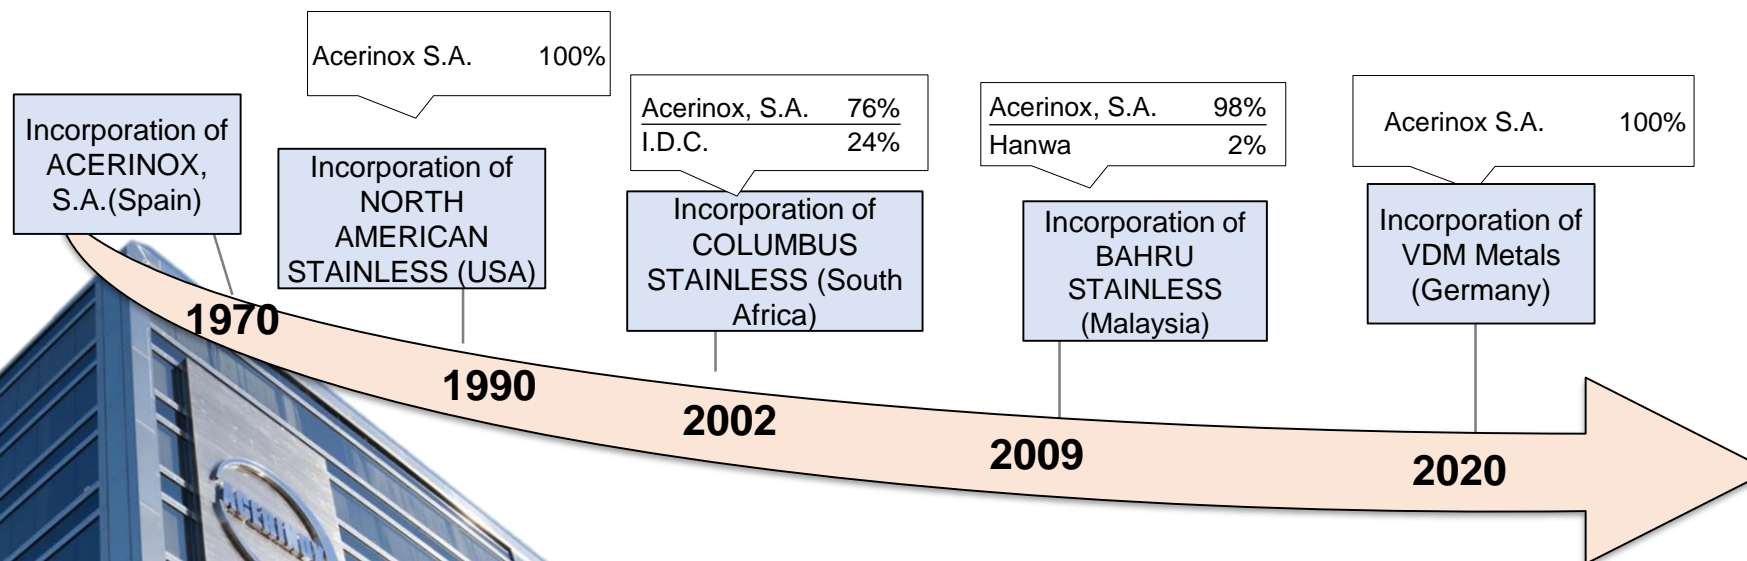 Acerinox S.A. 100%
Incorporation of
ACERINOX,
S.A.(Spain)
Incorporation of
NORTH
AMERICAN
STAINLESS (USA)
Acerinox, S.A. 76%
I.D.C. 24%
Incorporation of
COLUMBUS
STAINLESS (South
Africa)
Acerinox, S.A. 98%
Hanwa 2%
Incorporation of
BAHRU
STAINLESS
(Malaysia)
Acerinox S.A. 100%
Incorporation of
VDM Metals
(Germany)
1970
1990
2002
2009
2020
ACERINOX